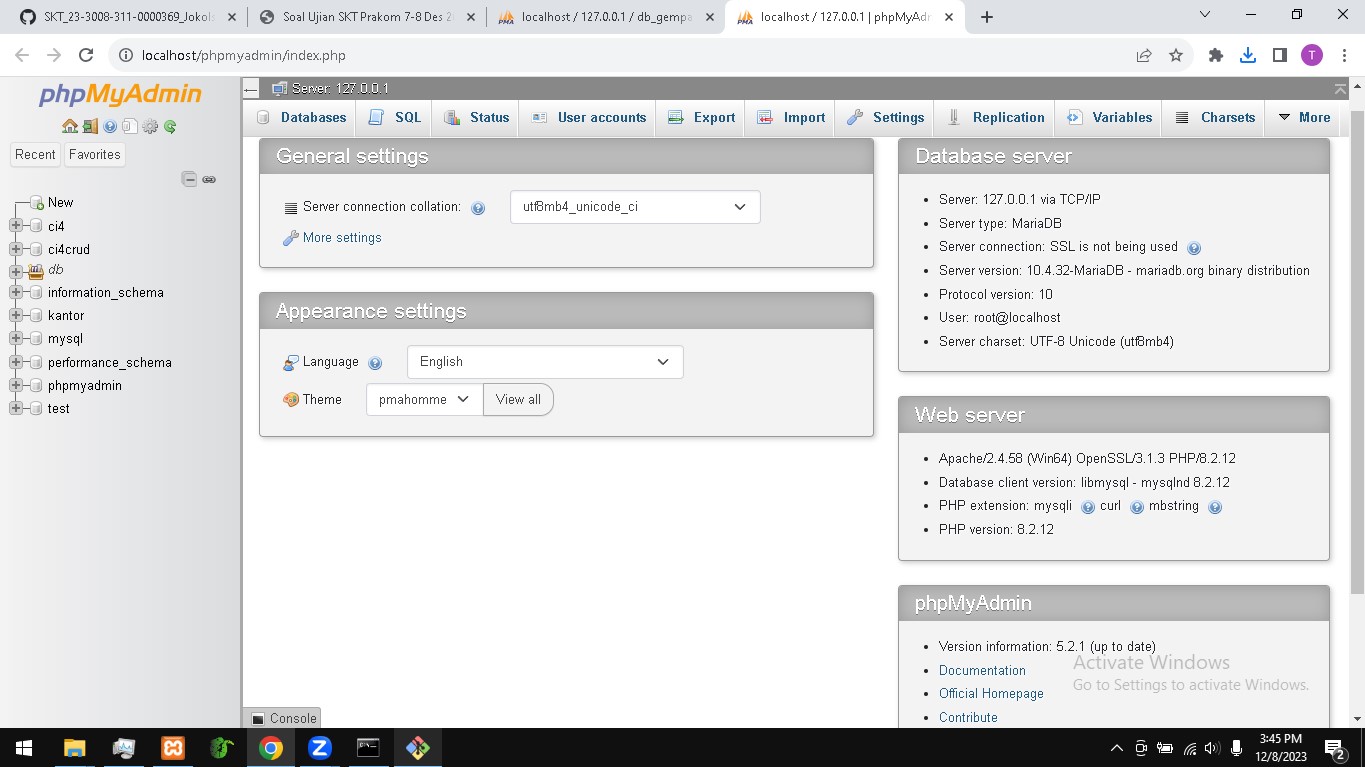 SKT_23-3008-311-0000369_Jokols
Soal Ujian SKT Prakom 7-8 Des 2
localhost / 127.0.0.1 / db_gempa
localhost / 127.0.0.1 | phpMyAdm
localhost/phpmyadmin/index.php
T
phpMyAdmin
Recent
Favorites
New
ci4
ci4crud
db
information_schema
kantor
mysql
performance_schema
phpmyadmin
test
Server: 127.0.0.1
Databases
SQL
Status
User accounts
Export
Import
Settings
Replication
Variables
Charsets
More
General settings
Server connection collation:
utf8mb4_unicode_ci
More settings
Appearance settings
Language
English
Theme
pmahomme
View all
Database server
Server: 127.0.0.1 via TCP/IP
Server type: MariaDB
Server connection: SSL is not being used
Server version: 10.4.32-MariaDB - mariadb.org binary distribution
Protocol version: 10
User: root@localhost
Server charset: UTF-8 Unicode (utf8mb4)
Web server
Apache/2.4.58 (Win64) OpenSSL/3.1.3 PHP/8.2.12
Database client version: libmysql - mysqlnd 8.2.12
PHP extension: mysqli curl mbstring
PHP version: 8.2.12
phpMyAdmin
Version information: 5.2.1 (up to date)
Documentation
Official Homepage
Contribute
Activate Windows
Go to Settings to activate Windows.
Console
3:45 PM
12/8/2023
2